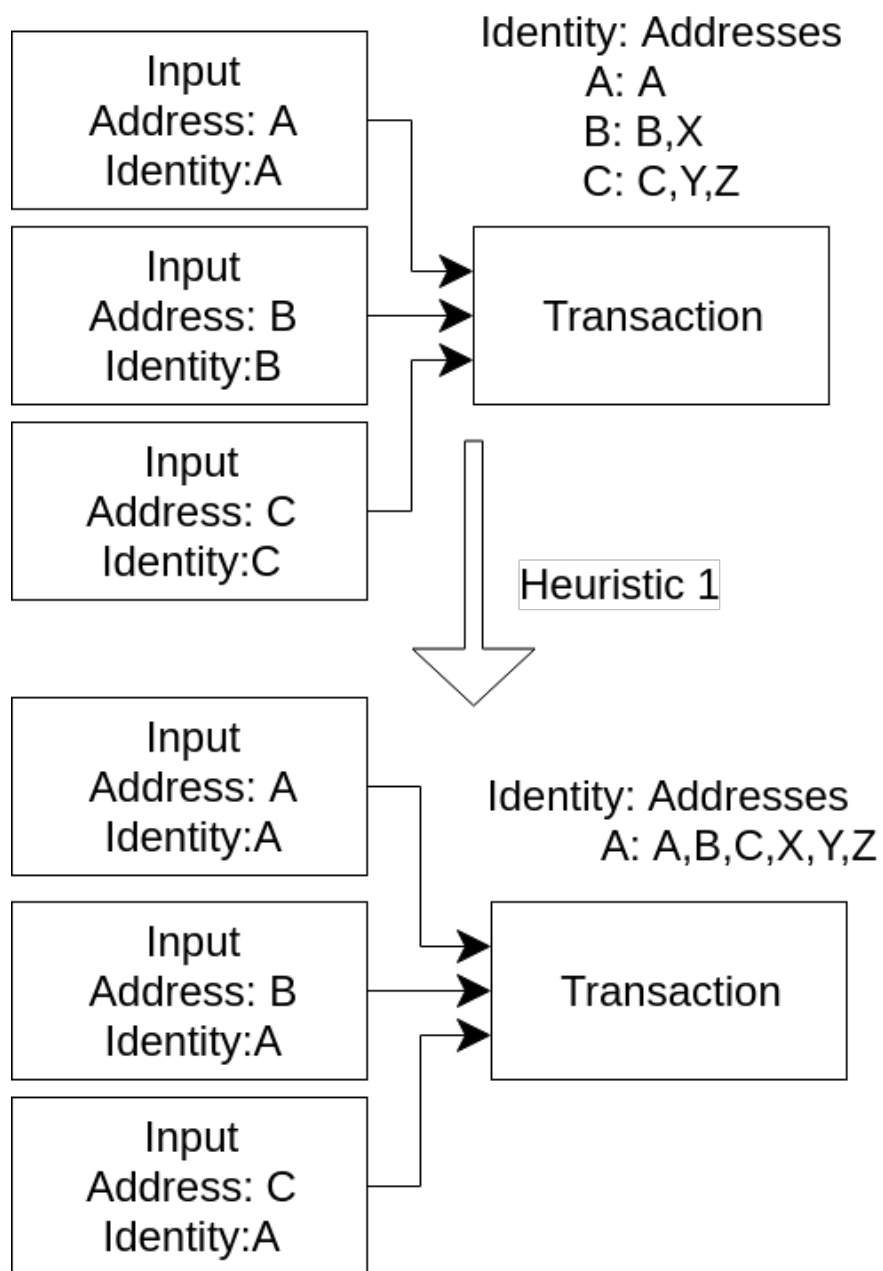 Input
Address: A
Identity:A
Identity: Addresses
A: A
B: B,X
C: C,Y,Z
Input
Address: B
Identity:B
Transaction
Input
Address: C
Identity:C
Heuristic 1
Input
Address: A
Identity:A
Identity: Addresses
A: A,B,C,X,Y,Z
Input
Address: B
Identity:A
Transaction
Input
Address: C
Identity:A